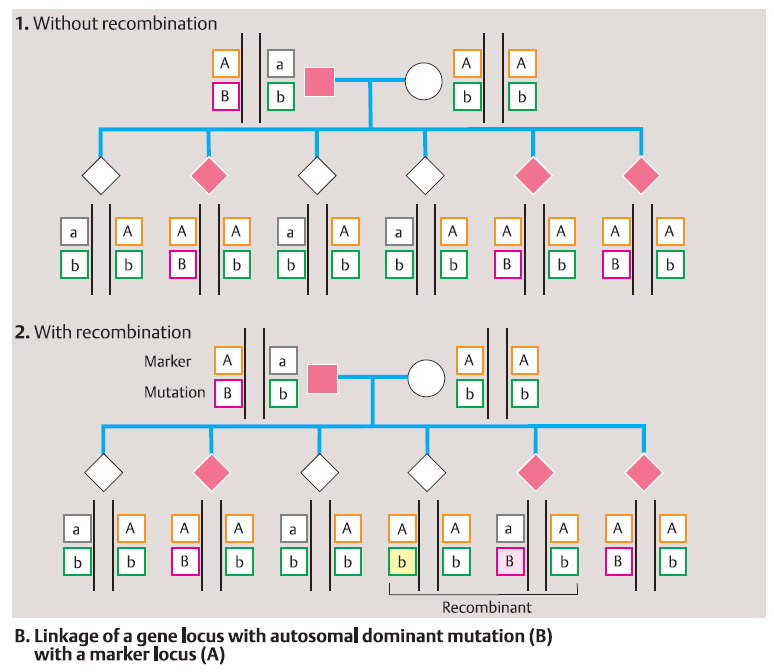 1. Without recombination
A a A A
B b b b
a A A A a A a A A A A A
b b B b b b b b B b B b
2. With recombination
Marker A a A A
Mutation B b b b
a A A A a A A A a A A A
b b B b b b b b B b B b
Recombinant
B. Linkage of a gene locus with autosomal dominant mutation (B)
with a marker locus (A)